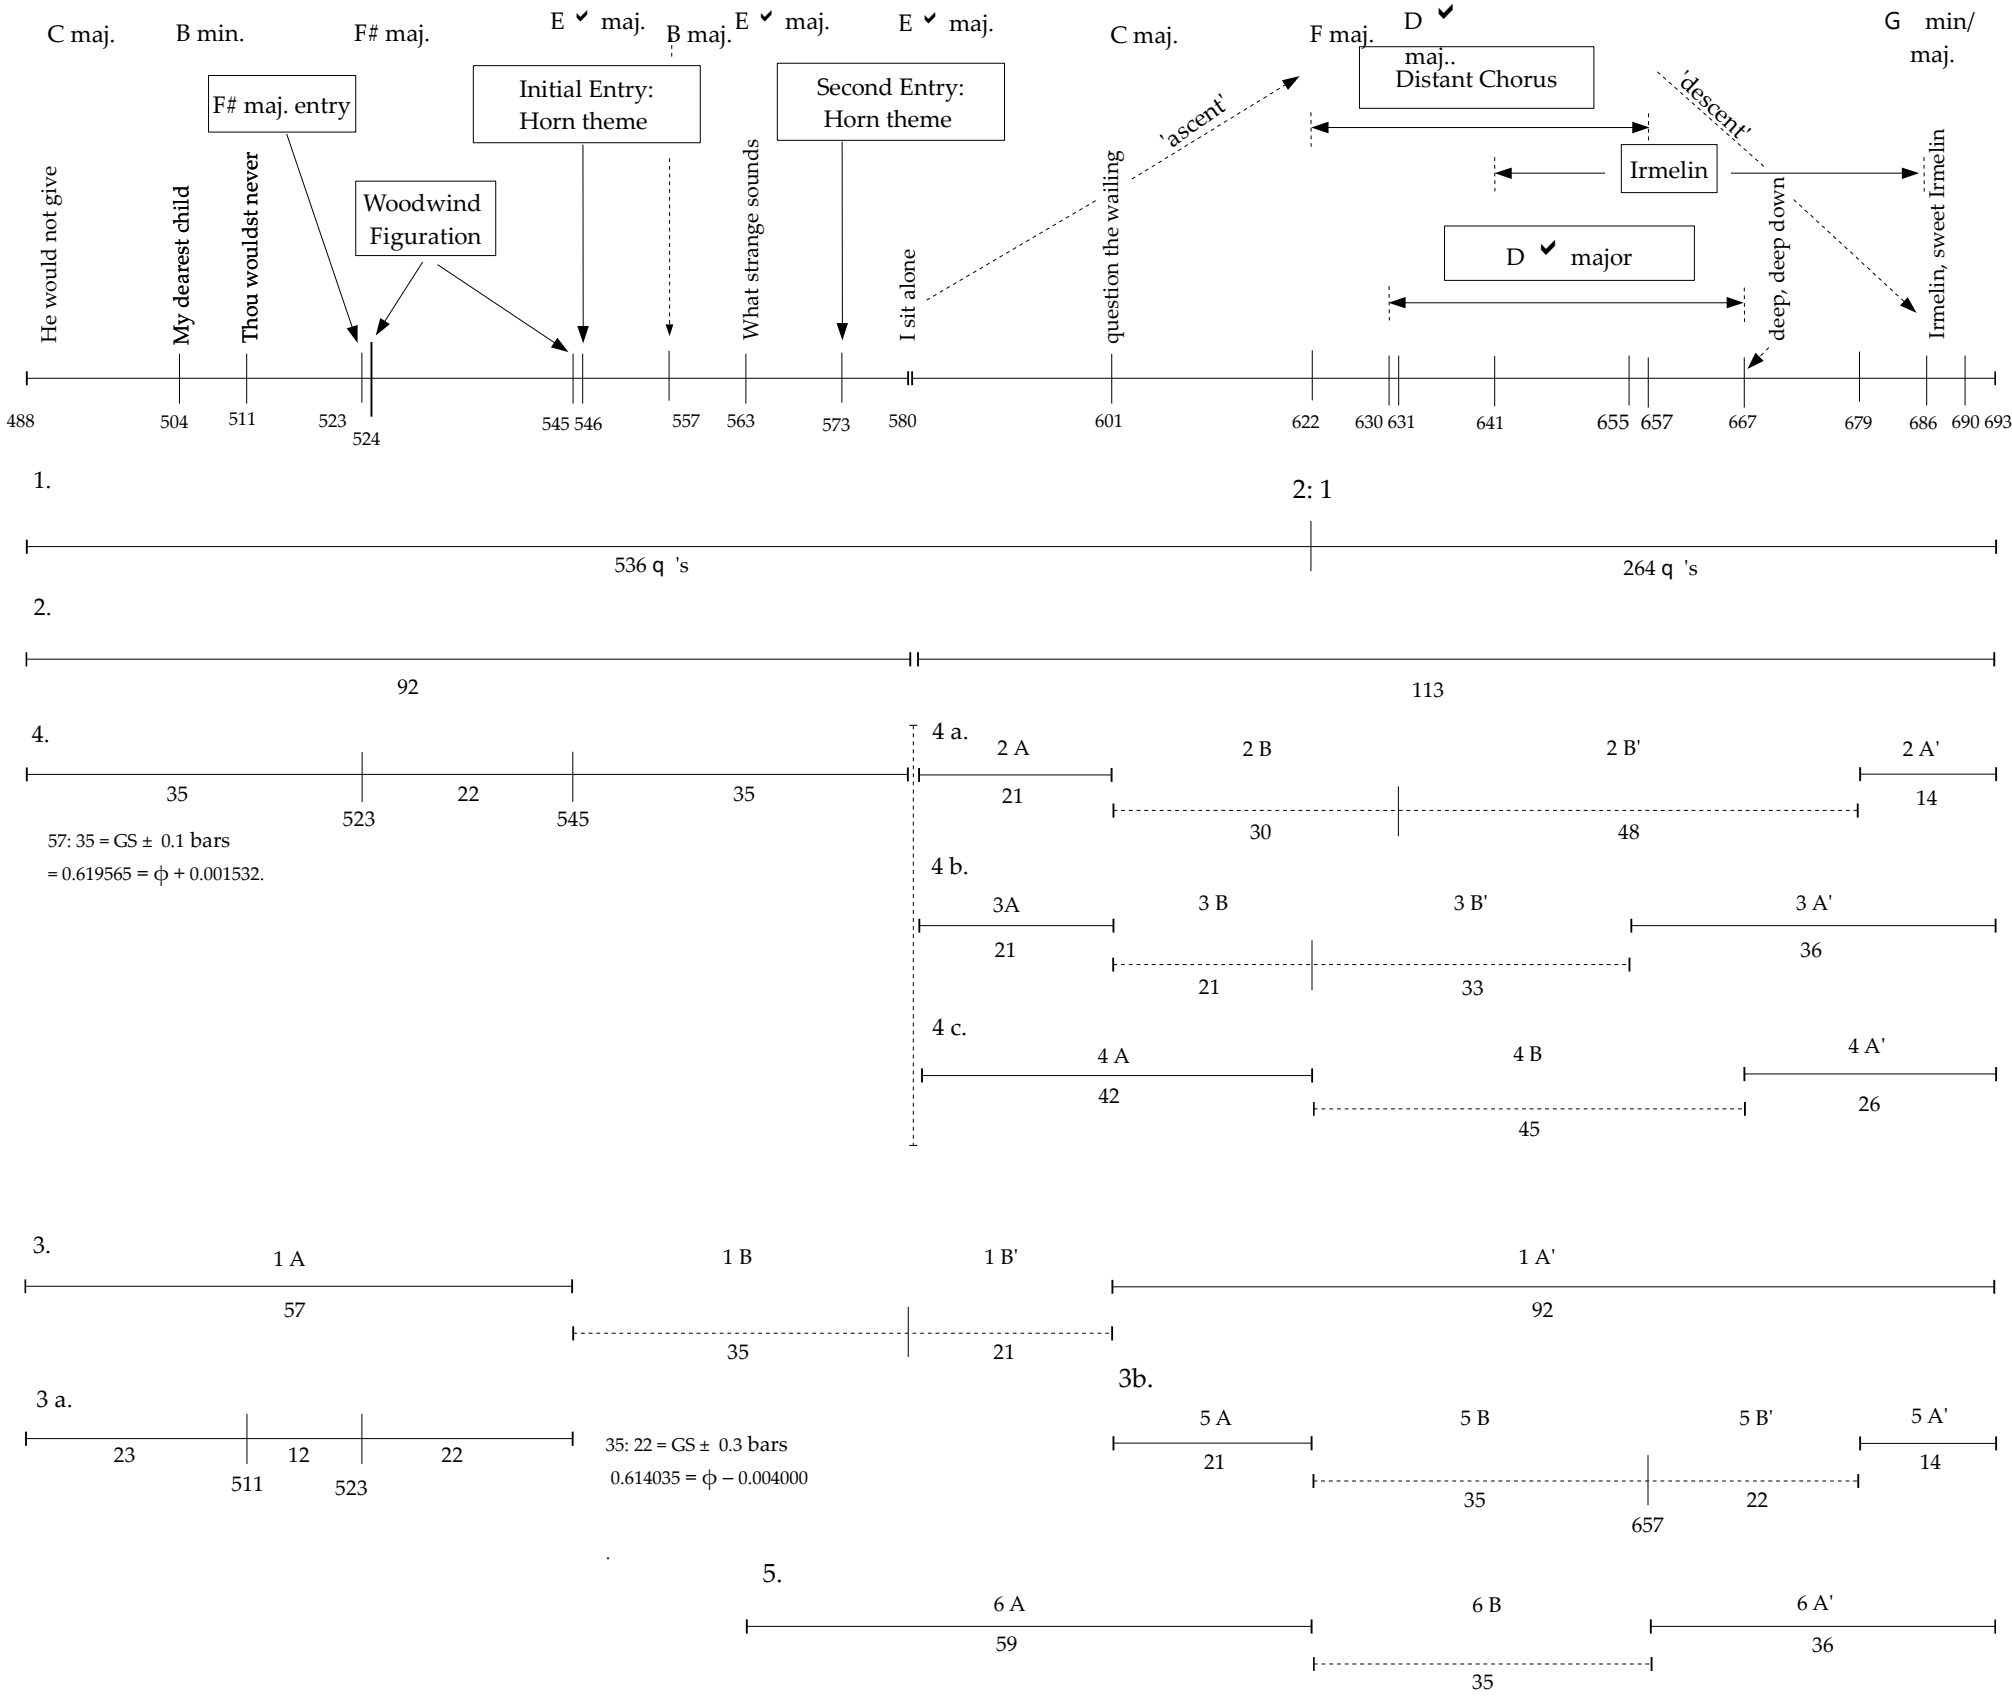 C maj.
B min.
F# maj.
E ✔ maj.
B maj.
E ✔ maj.
E ✔ maj.
C maj.
F maj.
D ✔
maj..
G min/
maj.
F# maj. entry
Initial Entry:
Horn theme
Second Entry:
Horn theme
Distant Chorus
'ascent'
'descent'
Irmelin
Woodwind
Figuration
D ✔ major
He would not give
My dearest child
Thou wouldst never
What strange sounds
I sit alone
question the wailing
deep, deep down
Irmelin, sweet Irmelin
488
504
511
523
524
545
546
557
563
573
580
601
622
630
631
641
655
657
667
679
686
690
693
1.
2: 1
536 q 's
264 q 's
2.
92
113
4.
35
22
35
523
545
57: 35 = GS ± 0.1 bars
= 0.619565 = ϕ + 0.001532.
4 a.
2 A
2 B
2 B'
2 A'
21
30
48
14
4 b.
3A
3 B
3 B'
3 A'
21
21
33
36
4 c.
4 A
4 B
4 A'
42
45
26
3.
1 A
1 B
1 B'
1 A'
57
35
21
92
3 a.
23
12
22
511
523
35: 22 = GS ± 0.3 bars
0.614035 = ϕ – 0.004000
3b.
5 A
5 B
5 B'
5 A'
21
35
22
14
657
.
5.
6 A
6 B
6 A'
59
35
36